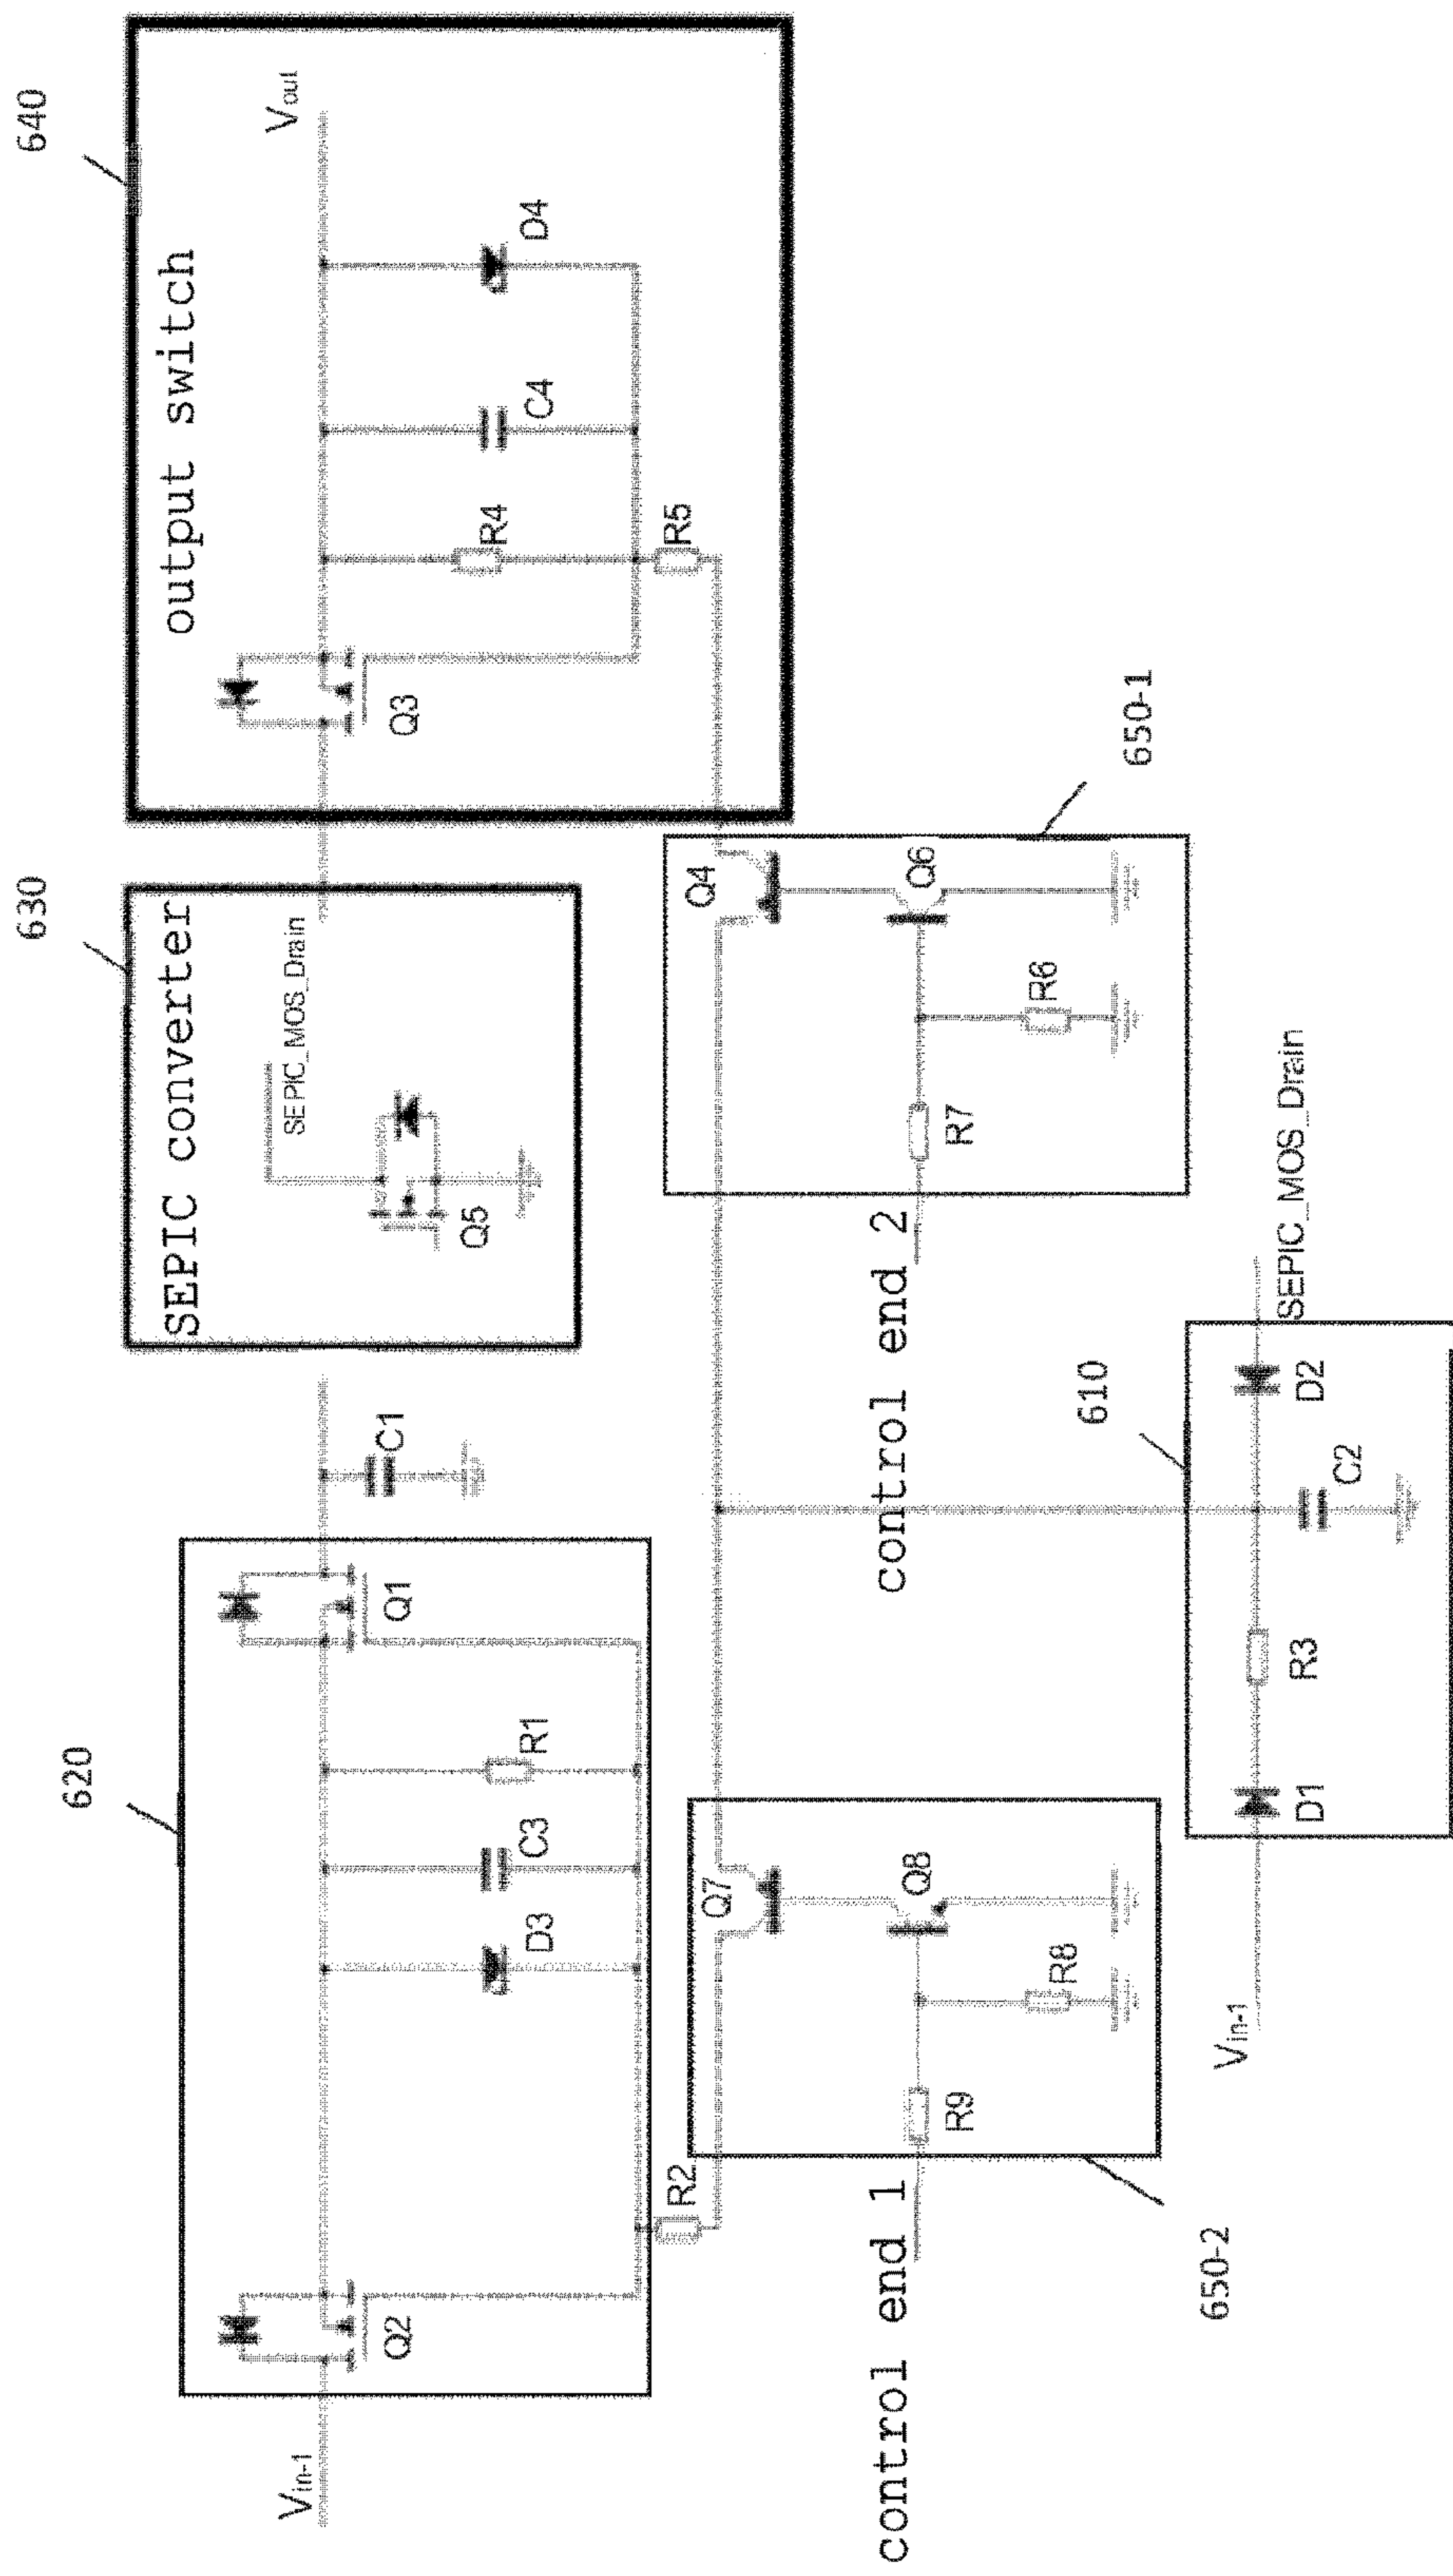 620
630
640
SEPIC converter
output switch
Vin-1
Q2
D3
C3
R1
Q1
C1
SEPIC_MOS_Drain
Q5
Q3
R4
C4
D4
Vout
R2
R5
Q7
Q4
control end 1
R9
R8
Q8
control end 2
R7
R6
Q6
650-2
610
650-1
Vin-1
D1
R3
C2
D2
SEPIC_MOS_Drain